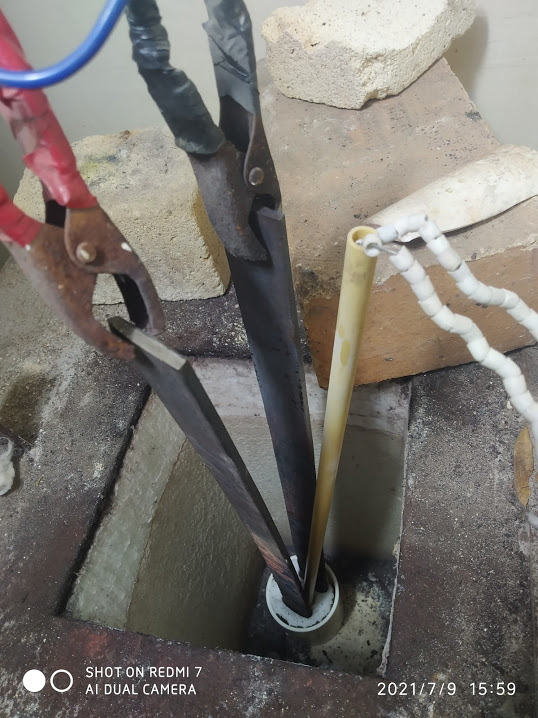 SHOT ON REDMI 7
AI DUAL CAMERA
2021/7/9 15:59